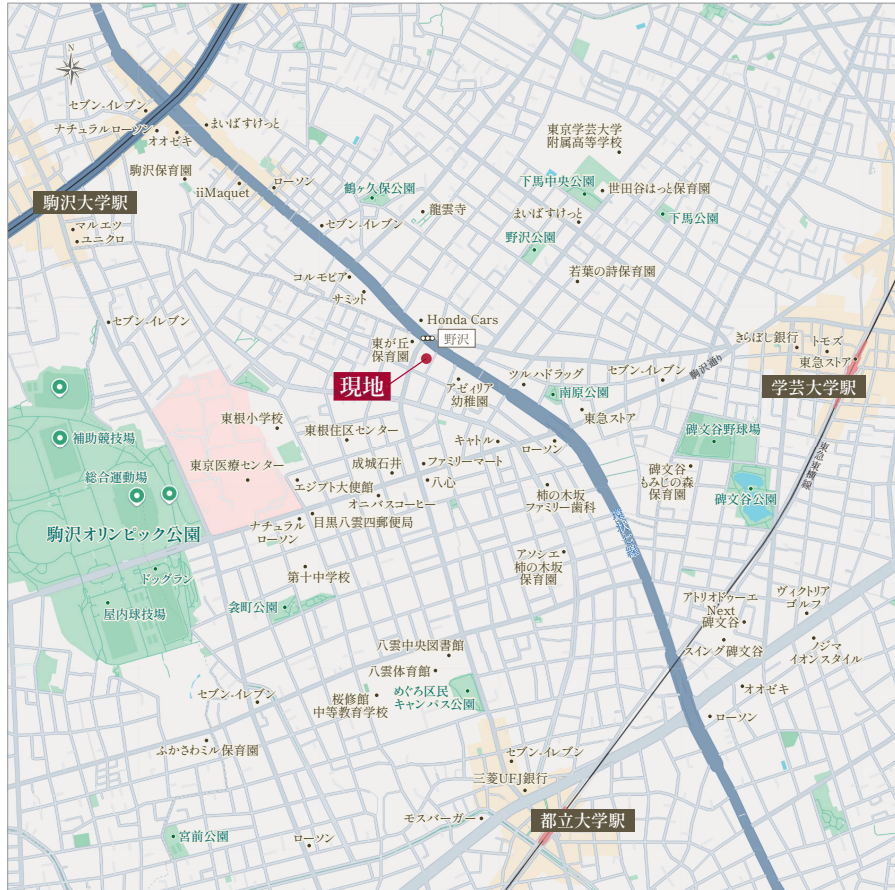 N
セブン-イレブン
ナチュラルローソン
オオゼキ
まいばすけっと
駒沢保育園
iiMaquet
ローソン
駒沢大学駅
マルエツ
ユニクロ
鶴ヶ久保公園
龍雲寺
セブン-イレブン
東京学芸大学
附属高等学校
下馬中央公園
世田谷はっと保育園
まいばすけっと
下馬公園
野沢公園
若葉の詩保育園
コルモピア
サミット
セブン-イレブン
Honda Cars
野沢
東が丘
保育園
現地
きらぼし銀行
トモズ
東急ストア
駒沢通り
学芸大学駅
アゼリア
幼稚園
ツルハドラッグ
セブン-イレブン
南原公園
東急ストア
東根小学校
東根住区センター
キャトル
ローソン
碑文谷野球場
東急東横線
補助競技場
総合運動場
東京医療センター
成城石井
ファミリーマート
八心
エジプト大使館
オニバスコーヒー
碑文谷
もみじの森
保育園
碑文谷公園
柿の木坂
ファミリー歯科
駒沢オリンピック公園
ナチュラル
ローソン
目黒八雲四郵便局
アソシエ
柿の木坂
保育園
ドッグラン
第十中学校
屋内球技場
衾町公園
アトリオドゥーエ
Next
碑文谷
ヴィクトリア
ゴルフ
スイング碑文谷
ノジマ
イオンスタイル
八雲中央図書館
八雲体育館
桜修館
中等教育学校
めぐろ区民
キャンパス公園
セブン-イレブン
オオゼキ
ローソン
ふかさわミル保育園
セブン-イレブン
三菱UFJ銀行
モスバーガー
都立大学駅
宮前公園
ローソン